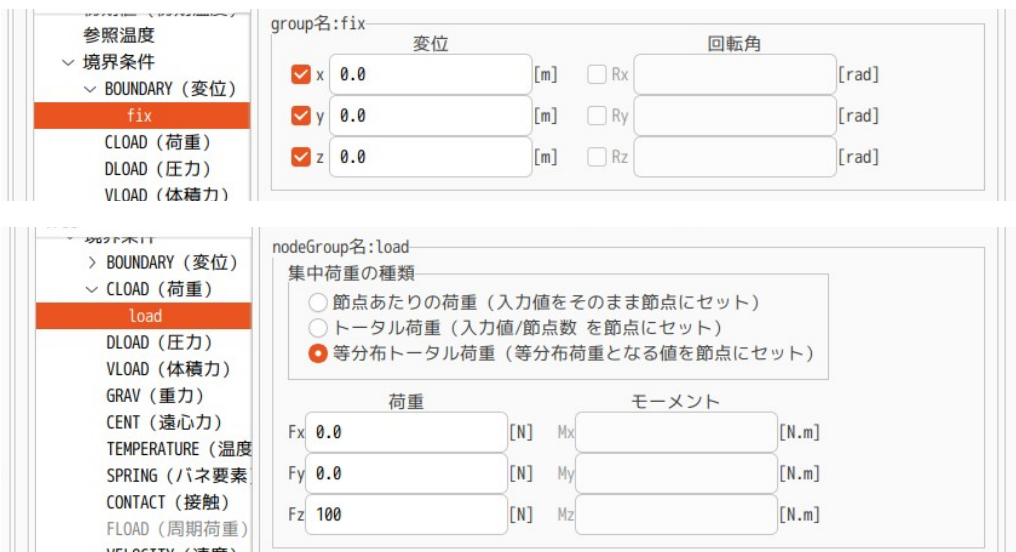 参照温度
境界条件
BOUNDARY (変位)
fix
CLOAD (荷重)
DLOAD (圧力)
VLOAD (体積力)
group名:fix
変位 回転角
x 0.0 [m] Rx [rad]
y 0.0 [m] Ry [rad]
z 0.0 [m] Rz [rad]
境界条件
BOUNDARY (変位)
CLOAD (荷重)
load
DLOAD (圧力)
VLOAD (体積力)
GRAV (重力)
CENT (遠心力)
TEMPERATURE (温度
SPRING (バネ要素
CONTACT (接触)
FLOAD (周期荷重)
VELOCITY (速度)
nodeGroup名:load
集中荷重の種類
節点あたりの荷重 (入力値をそのまま節点にセット)
トータル荷重 (入力値/節点数 を節点にセット)
等分布トータル荷重 (等分布荷重となる値を節点にセット)
荷重 モーメント
Fx 0.0 [N] Mx [N.m]
Fy 0.0 [N] My [N.m]
Fz 100 [N] Mz [N.m]